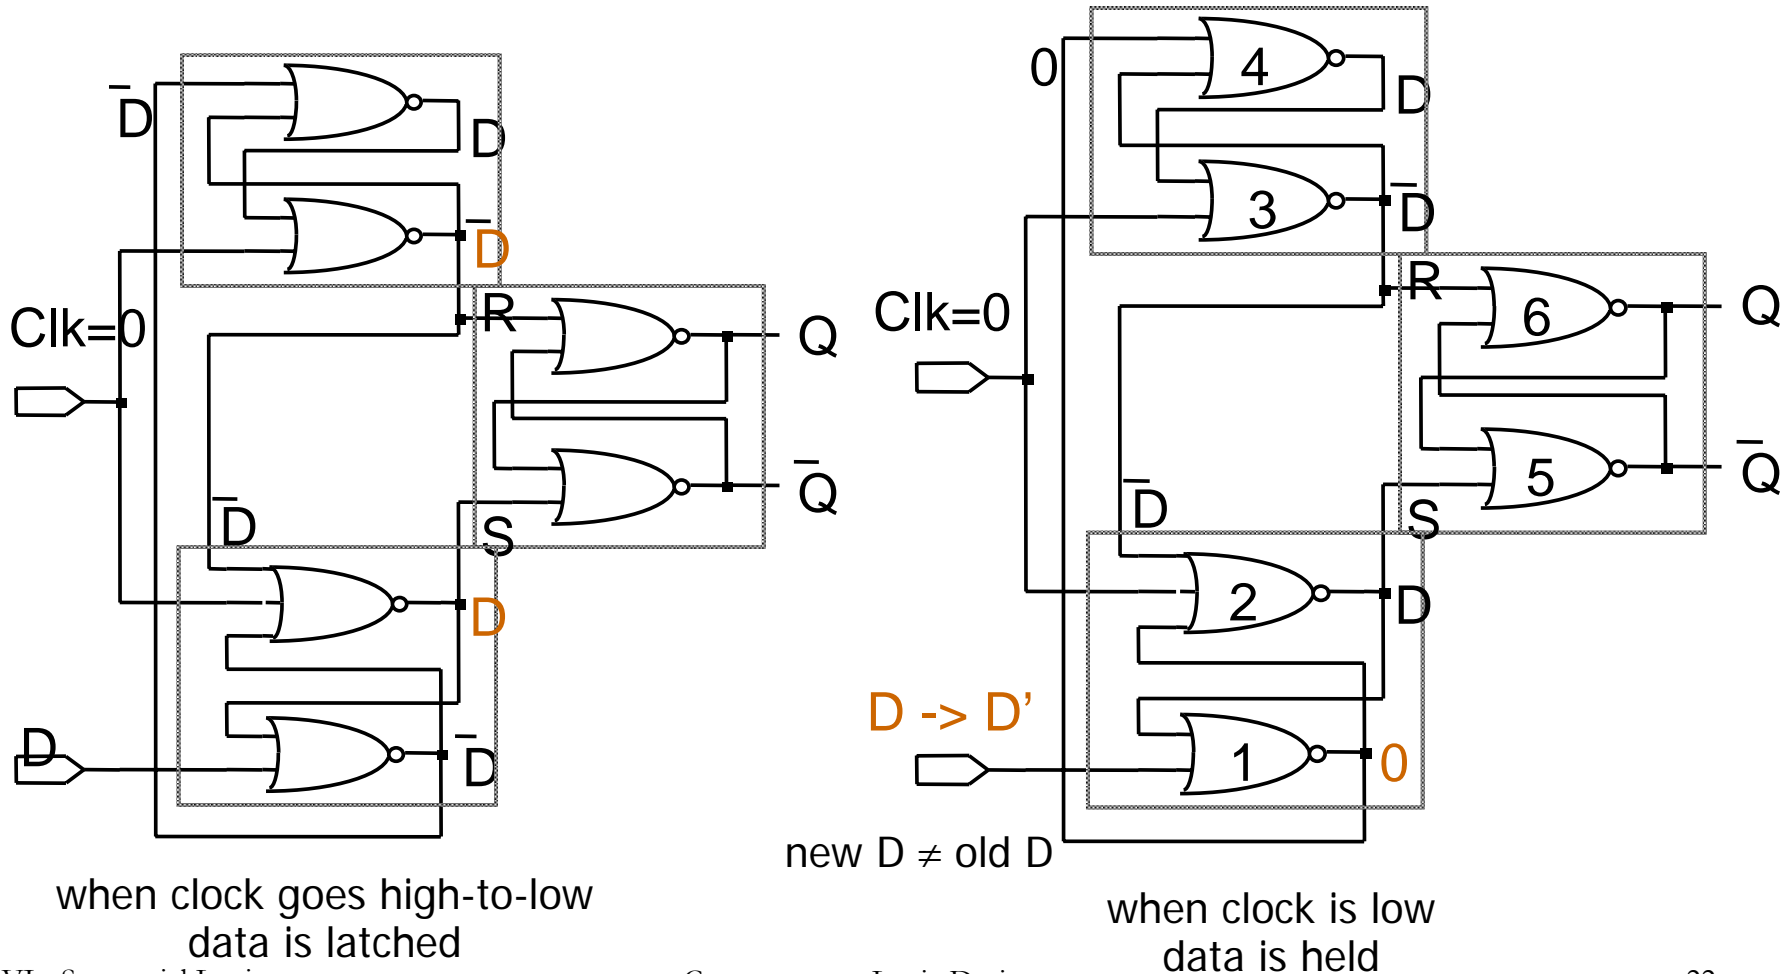 D̅
D
D̅
Clk=0
R
Q
Q̅
D̅
S
D
D
D̅
when clock goes high-to-low
data is latched
0
4
D
3
D̅
Clk=0
R
6
Q
5
Q̅
D̅
S
2
D
D -> D’
1
0
new D ≠ old D
when clock is low
data is held
22